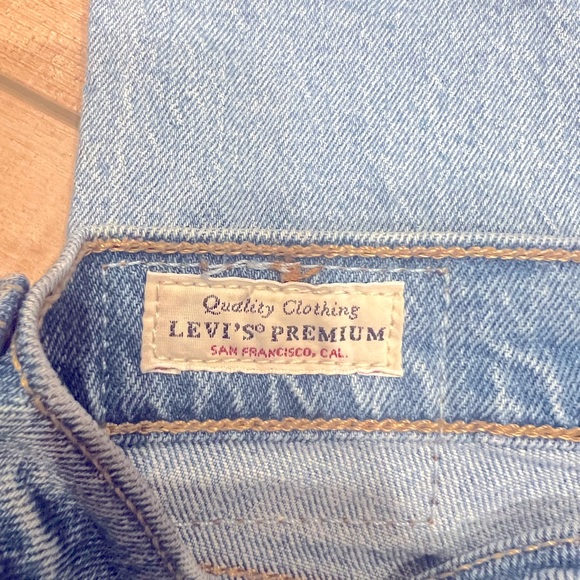 Quality Clothing
LEVI'S® PREMIUM
SAN FRANCISCO, CAL.